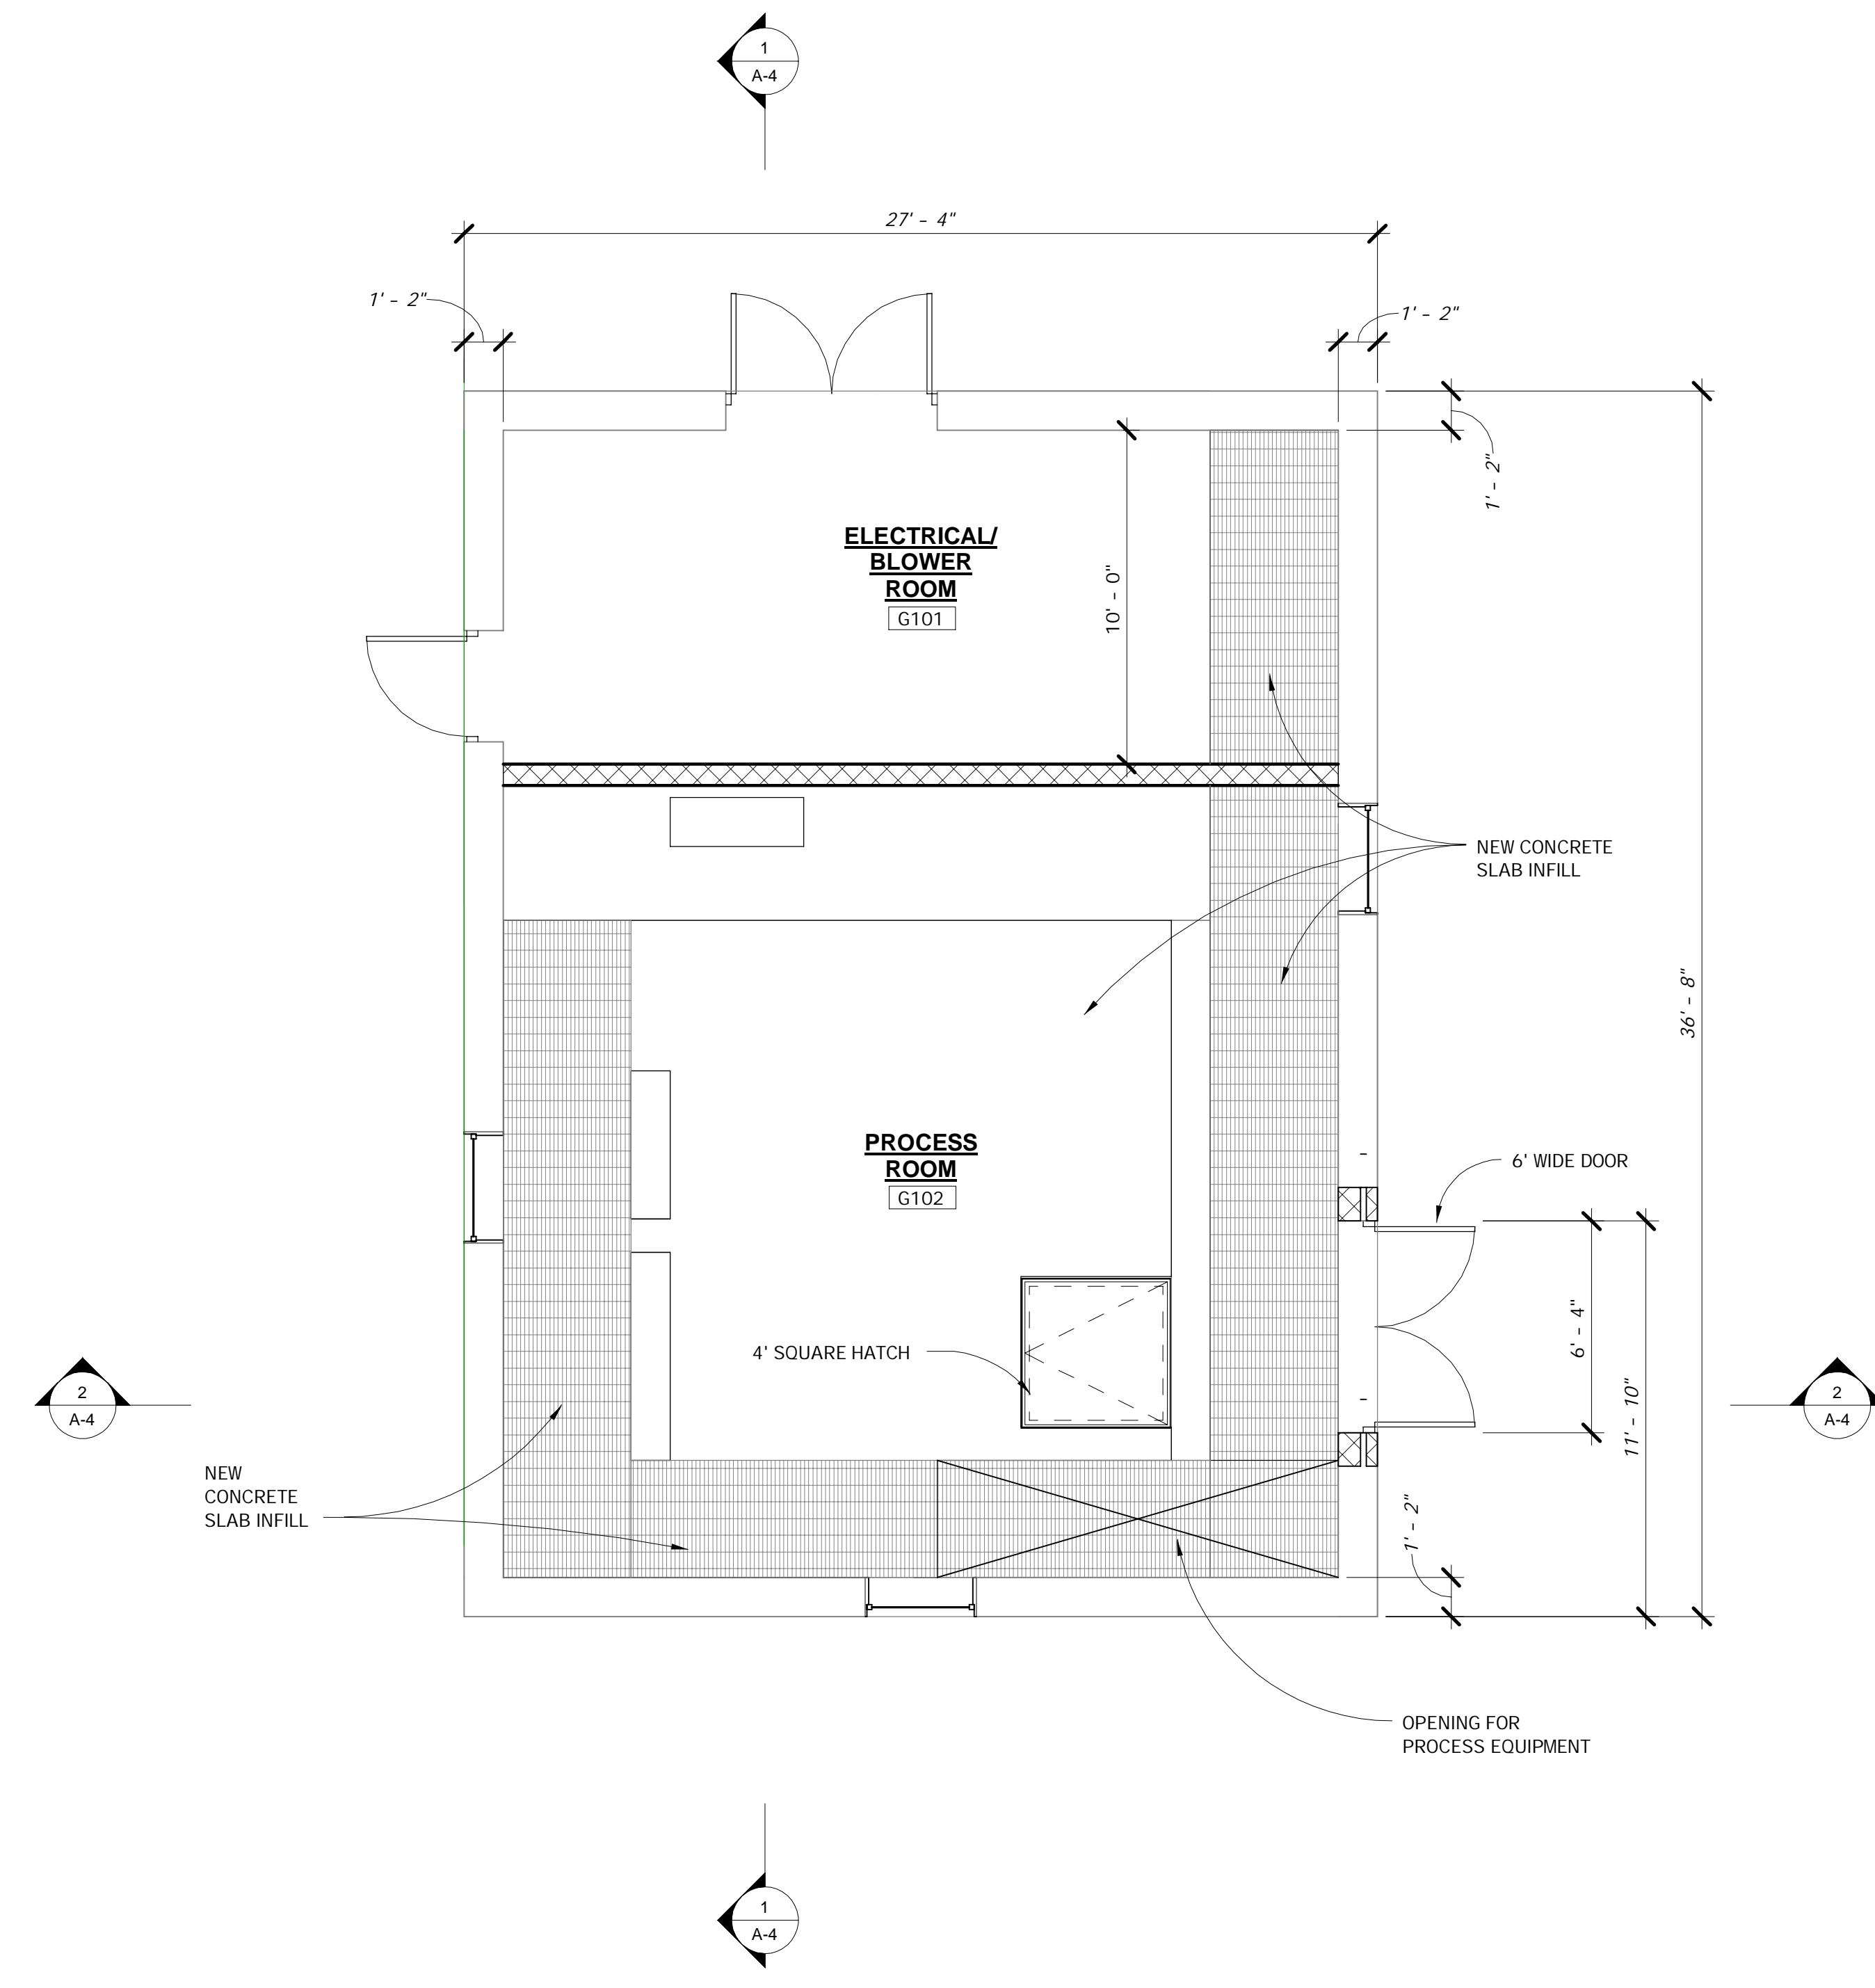 1
A-4
27' - 4"
1' - 2"
1' - 2"
1' - 2"
ELECTRICAL/
BLOWER
ROOM
G101
10' - 0"
NEW CONCRETE
SLAB INFILL
36' - 8"
PROCESS
ROOM
G102
6' WIDE DOOR
4' SQUARE HATCH
6' - 4"
11' - 10"
2
A-4
2
A-4
NEW
CONCRETE
SLAB INFILL
1' - 2"
OPENING FOR
PROCESS EQUIPMENT
1
A-4